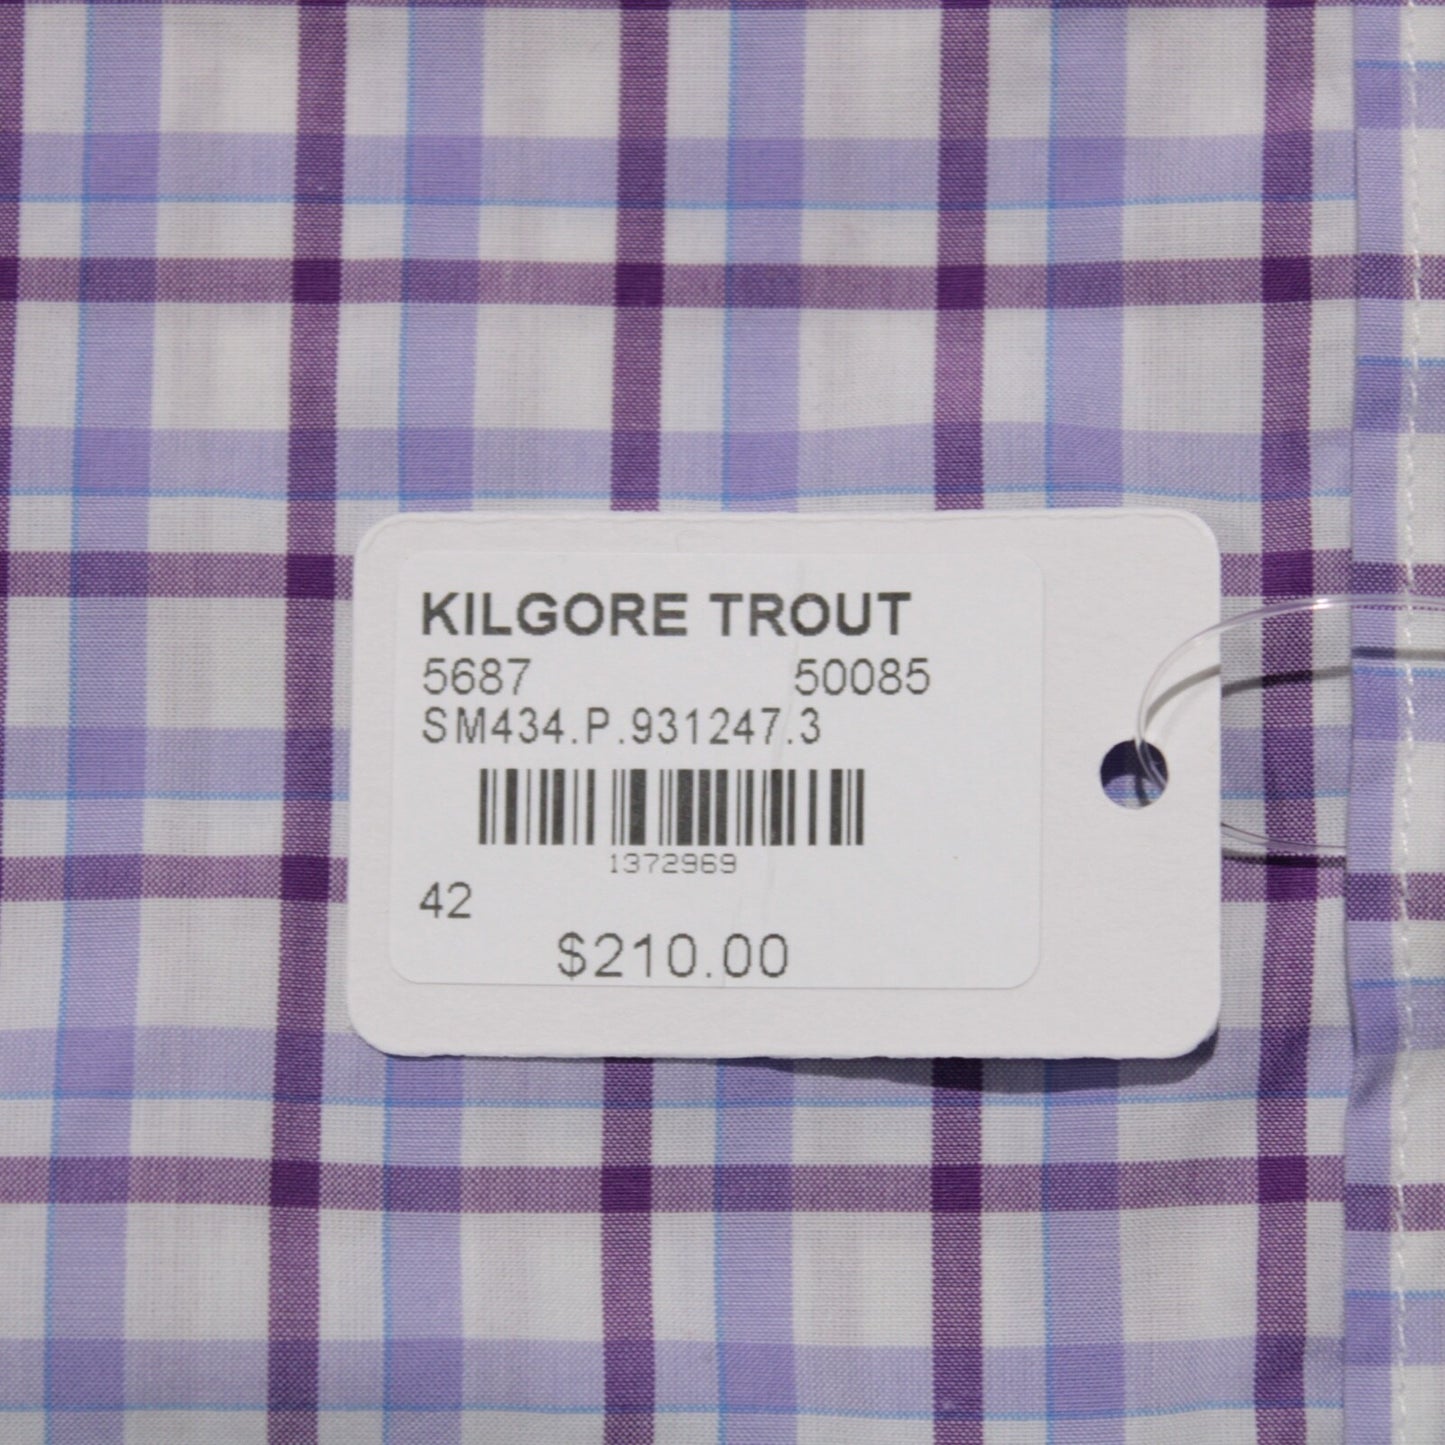 KILGORE TROUT
5687 50085
SM434.P.931247.3
1372969
42
$210.00